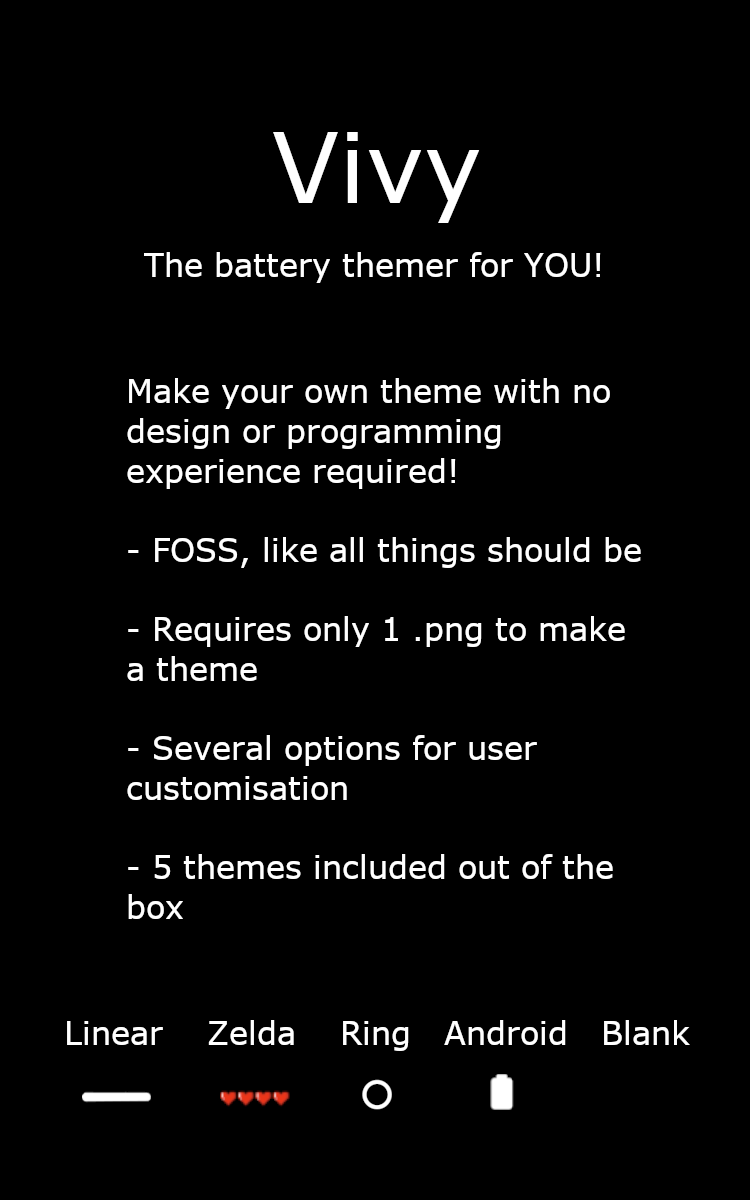 Vivy
The battery themer for YOU!
Make your own theme with no
design or programming
experience required!
- FOSS, like all things should be
- Requires only 1 .png to make
a theme
- Several options for user
customisation
- 5 themes included out of the
box
Linear Zelda Ring Android Blank